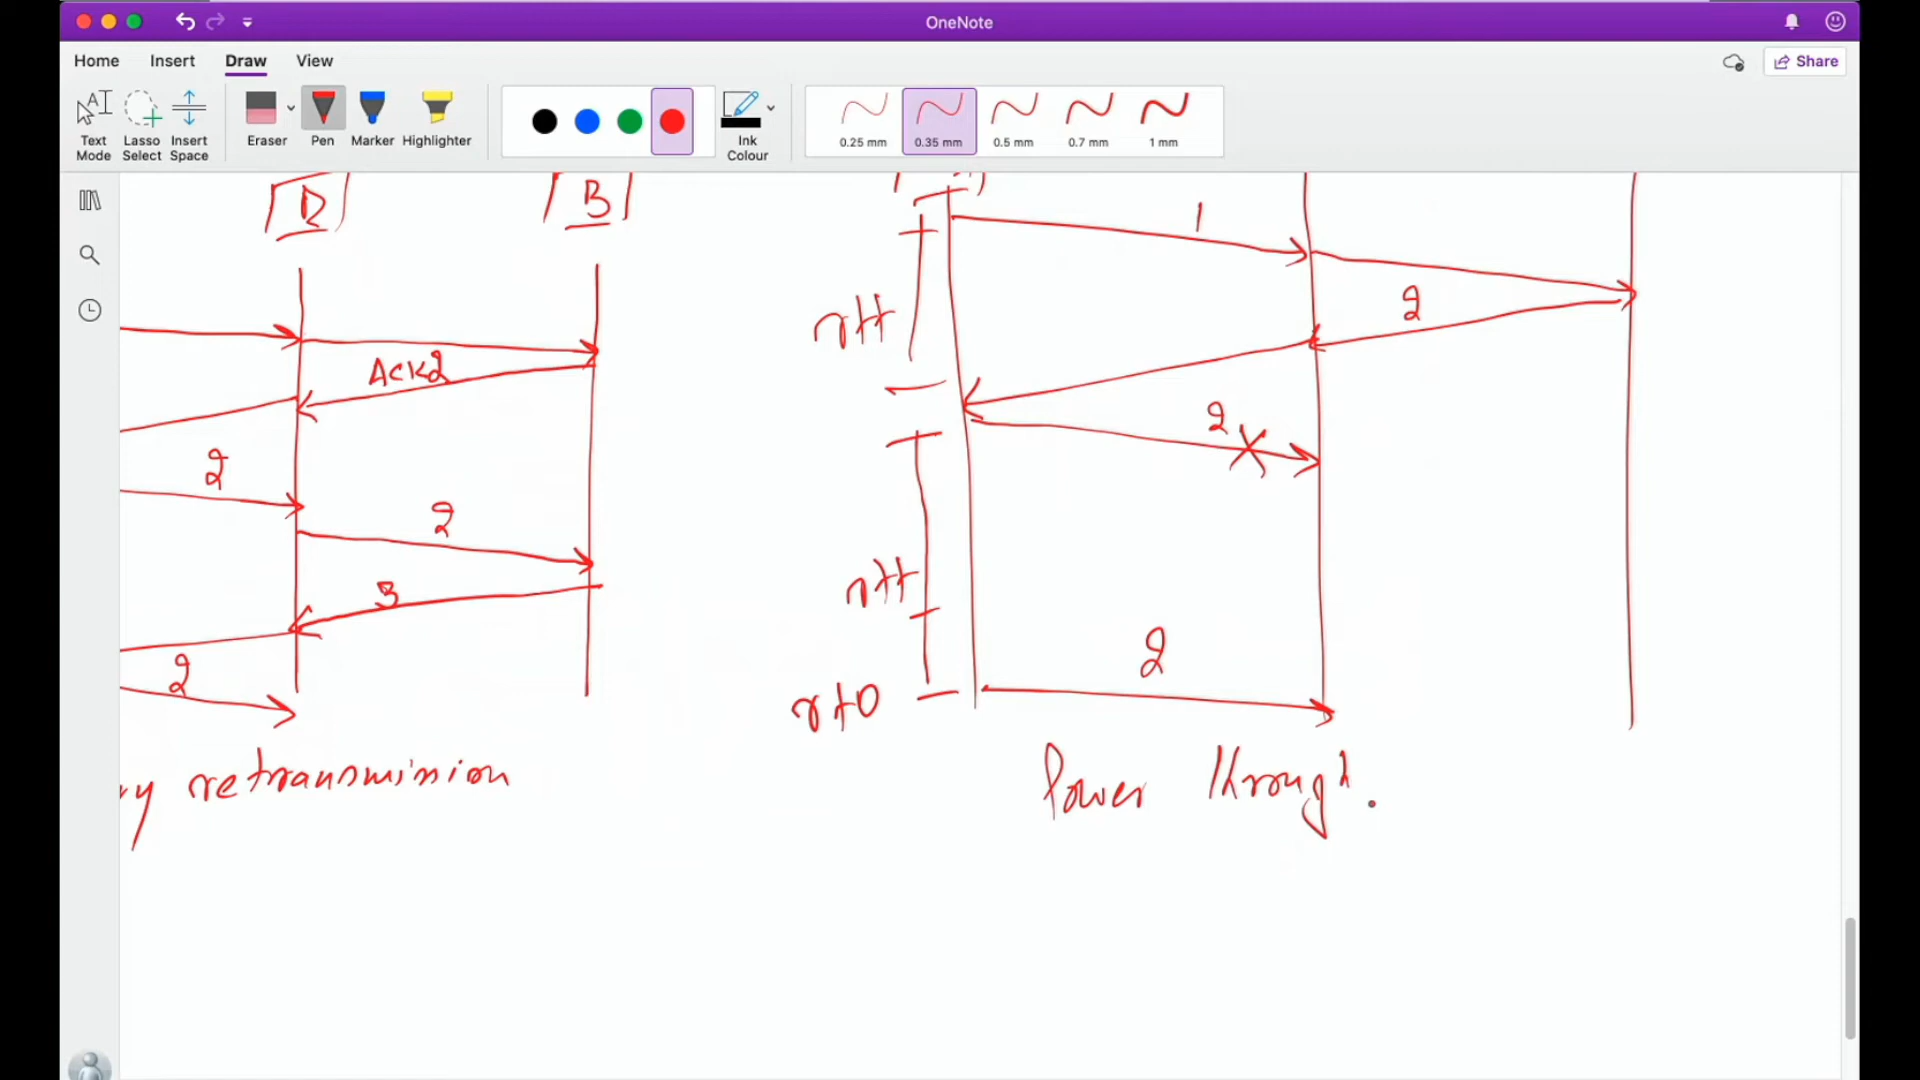 OneNote
Home Insert Draw View
Share
Text Mode
Lasso Select
Insert Space
Eraser
Pen
Marker
Highlighter
Ink Colour
0.25 mm
0.35 mm
0.5 mm
0.7 mm
1 mm
D B
Ack2
2
2
3
2
y retransmission
1
rtt
2
2
rtt
2
rto
Power through